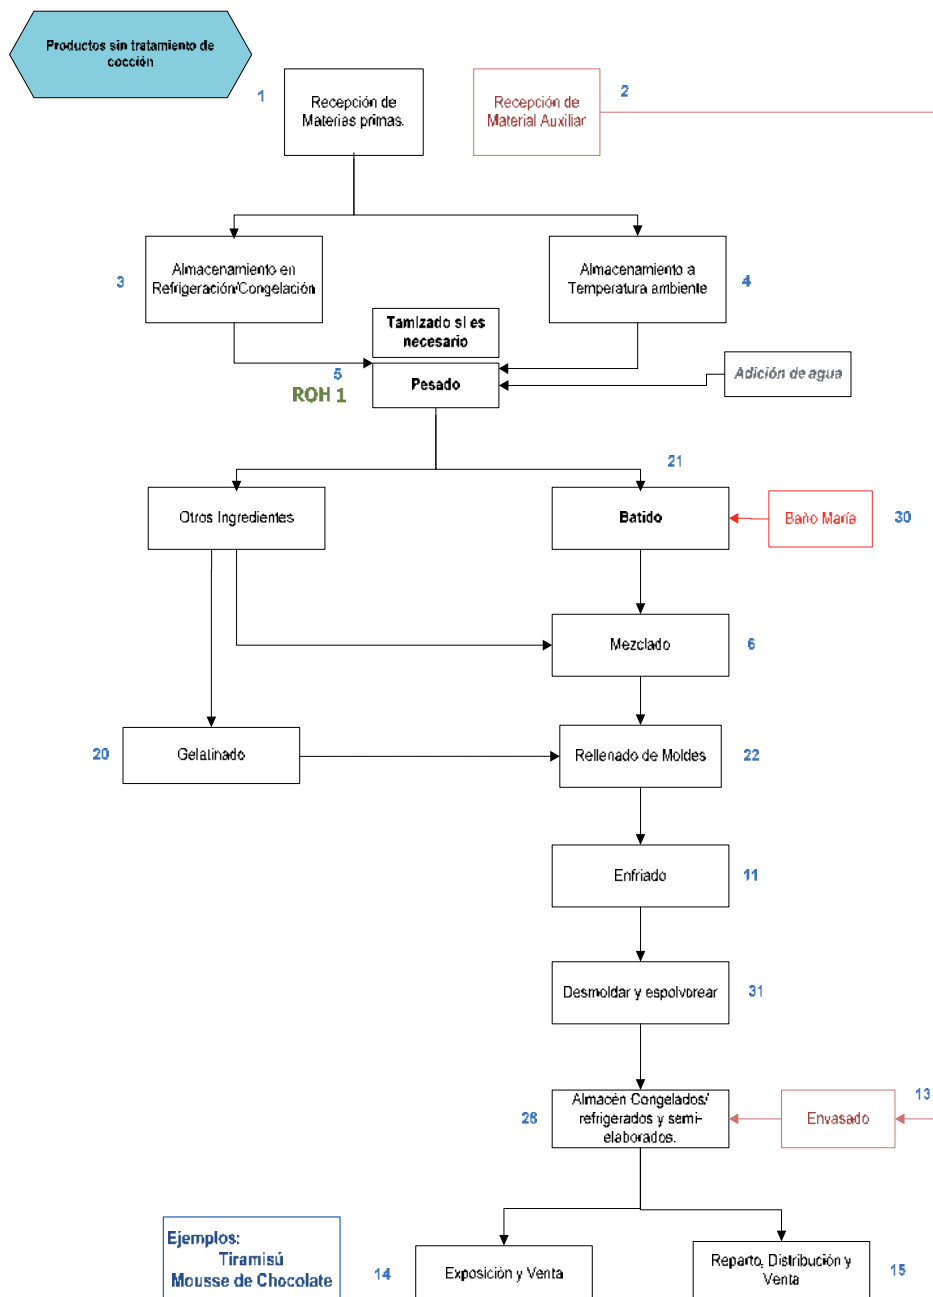 Productos sin tratamiento de
cocción
1
Recepción de
Materias primas.
Recepción de
Material Auxiliar
2
3
Almacenamiento en
Refrigeración/Congelación
Almacenamiento a
Temperatura ambiente
4
Tamizado si es
necesario
5
ROH 1
Pesado
Adición de agua
21
Otros Ingredientes
Batido
Baño María
30
Mezclado
6
20
Gelatinado
Rellenado de Moldes
22
Enfriado
11
Desmoldar y espolvorear
31
28
Almacén Congelados/
refrigerados y semi-
elaborados.
Envasado
13
Ejemplos:
Tiramisú
Mousse de Chocolate
14
Exposición y Venta
Reparto, Distribución y
Venta
15